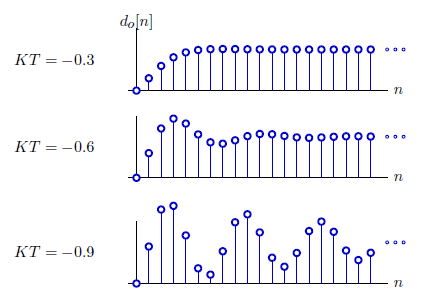 d_o[n]
KT = −0.3
n
KT = −0.6
n
KT = −0.9
n